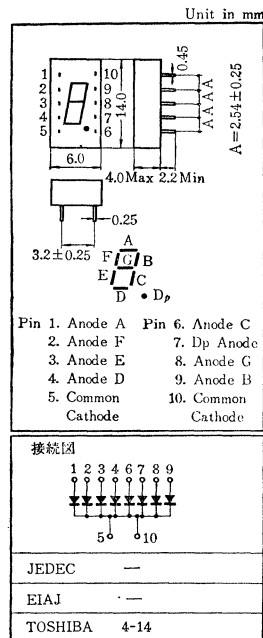 Unit in mm
1 10
2 9
3 8
4 7
5 6
14.0
0.45
A A A A
A=2.54±0.25
6.0
4.0Max 2.2Min
0.25
3.2±0.25
A
F G B
E C
D Dp
Pin 1. Anode A Pin 6. Anode C
2. Anode F 7. Dp Anode
3. Anode E 8. Anode G
4. Anode D 9. Anode B
5. Common 10. Common
Cathode Cathode
接続図
1 2 3 4 6 7 8 9
5 10
JEDEC —
EIAJ —
TOSHIBA 4-14